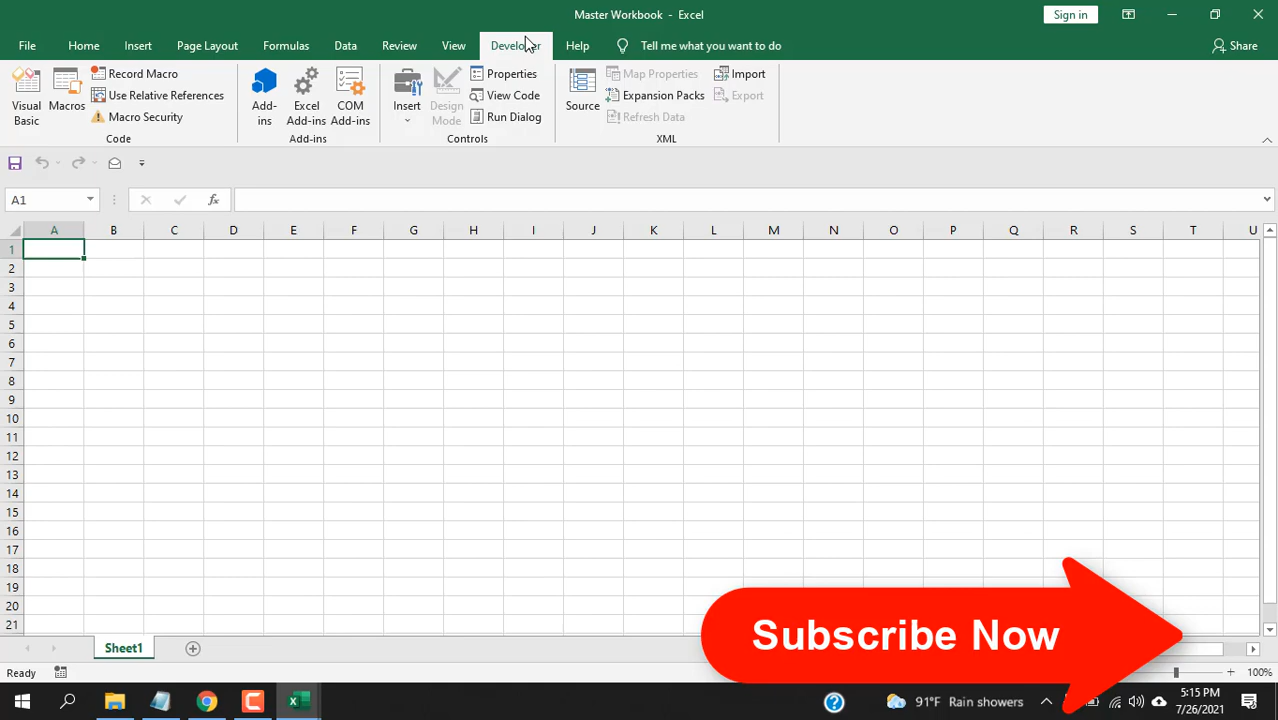 Master Workbook - Excel
Sign in
File Home Insert Page Layout Formulas Data Review View Developer Help Tell me what you want to do Share
Visual Basic
Macros
Record Macro
Use Relative References
Macro Security
Code
Add-ins
Excel Add-ins
COM Add-ins
Add-ins
Insert
Design Mode
Properties
View Code
Run Dialog
Controls
Source
Map Properties
Expansion Packs
Refresh Data
Import
Export
XML
A1
fx
A B C D E F G H I J K L M N O P Q R S T U
1
2
3
4
5
6
7
8
9
10
11
12
13
14
15
16
17
18
19
20
21
Subscribe Now
Sheet1
Ready
100%
91°F Rain showers
5:15 PM
7/26/2021